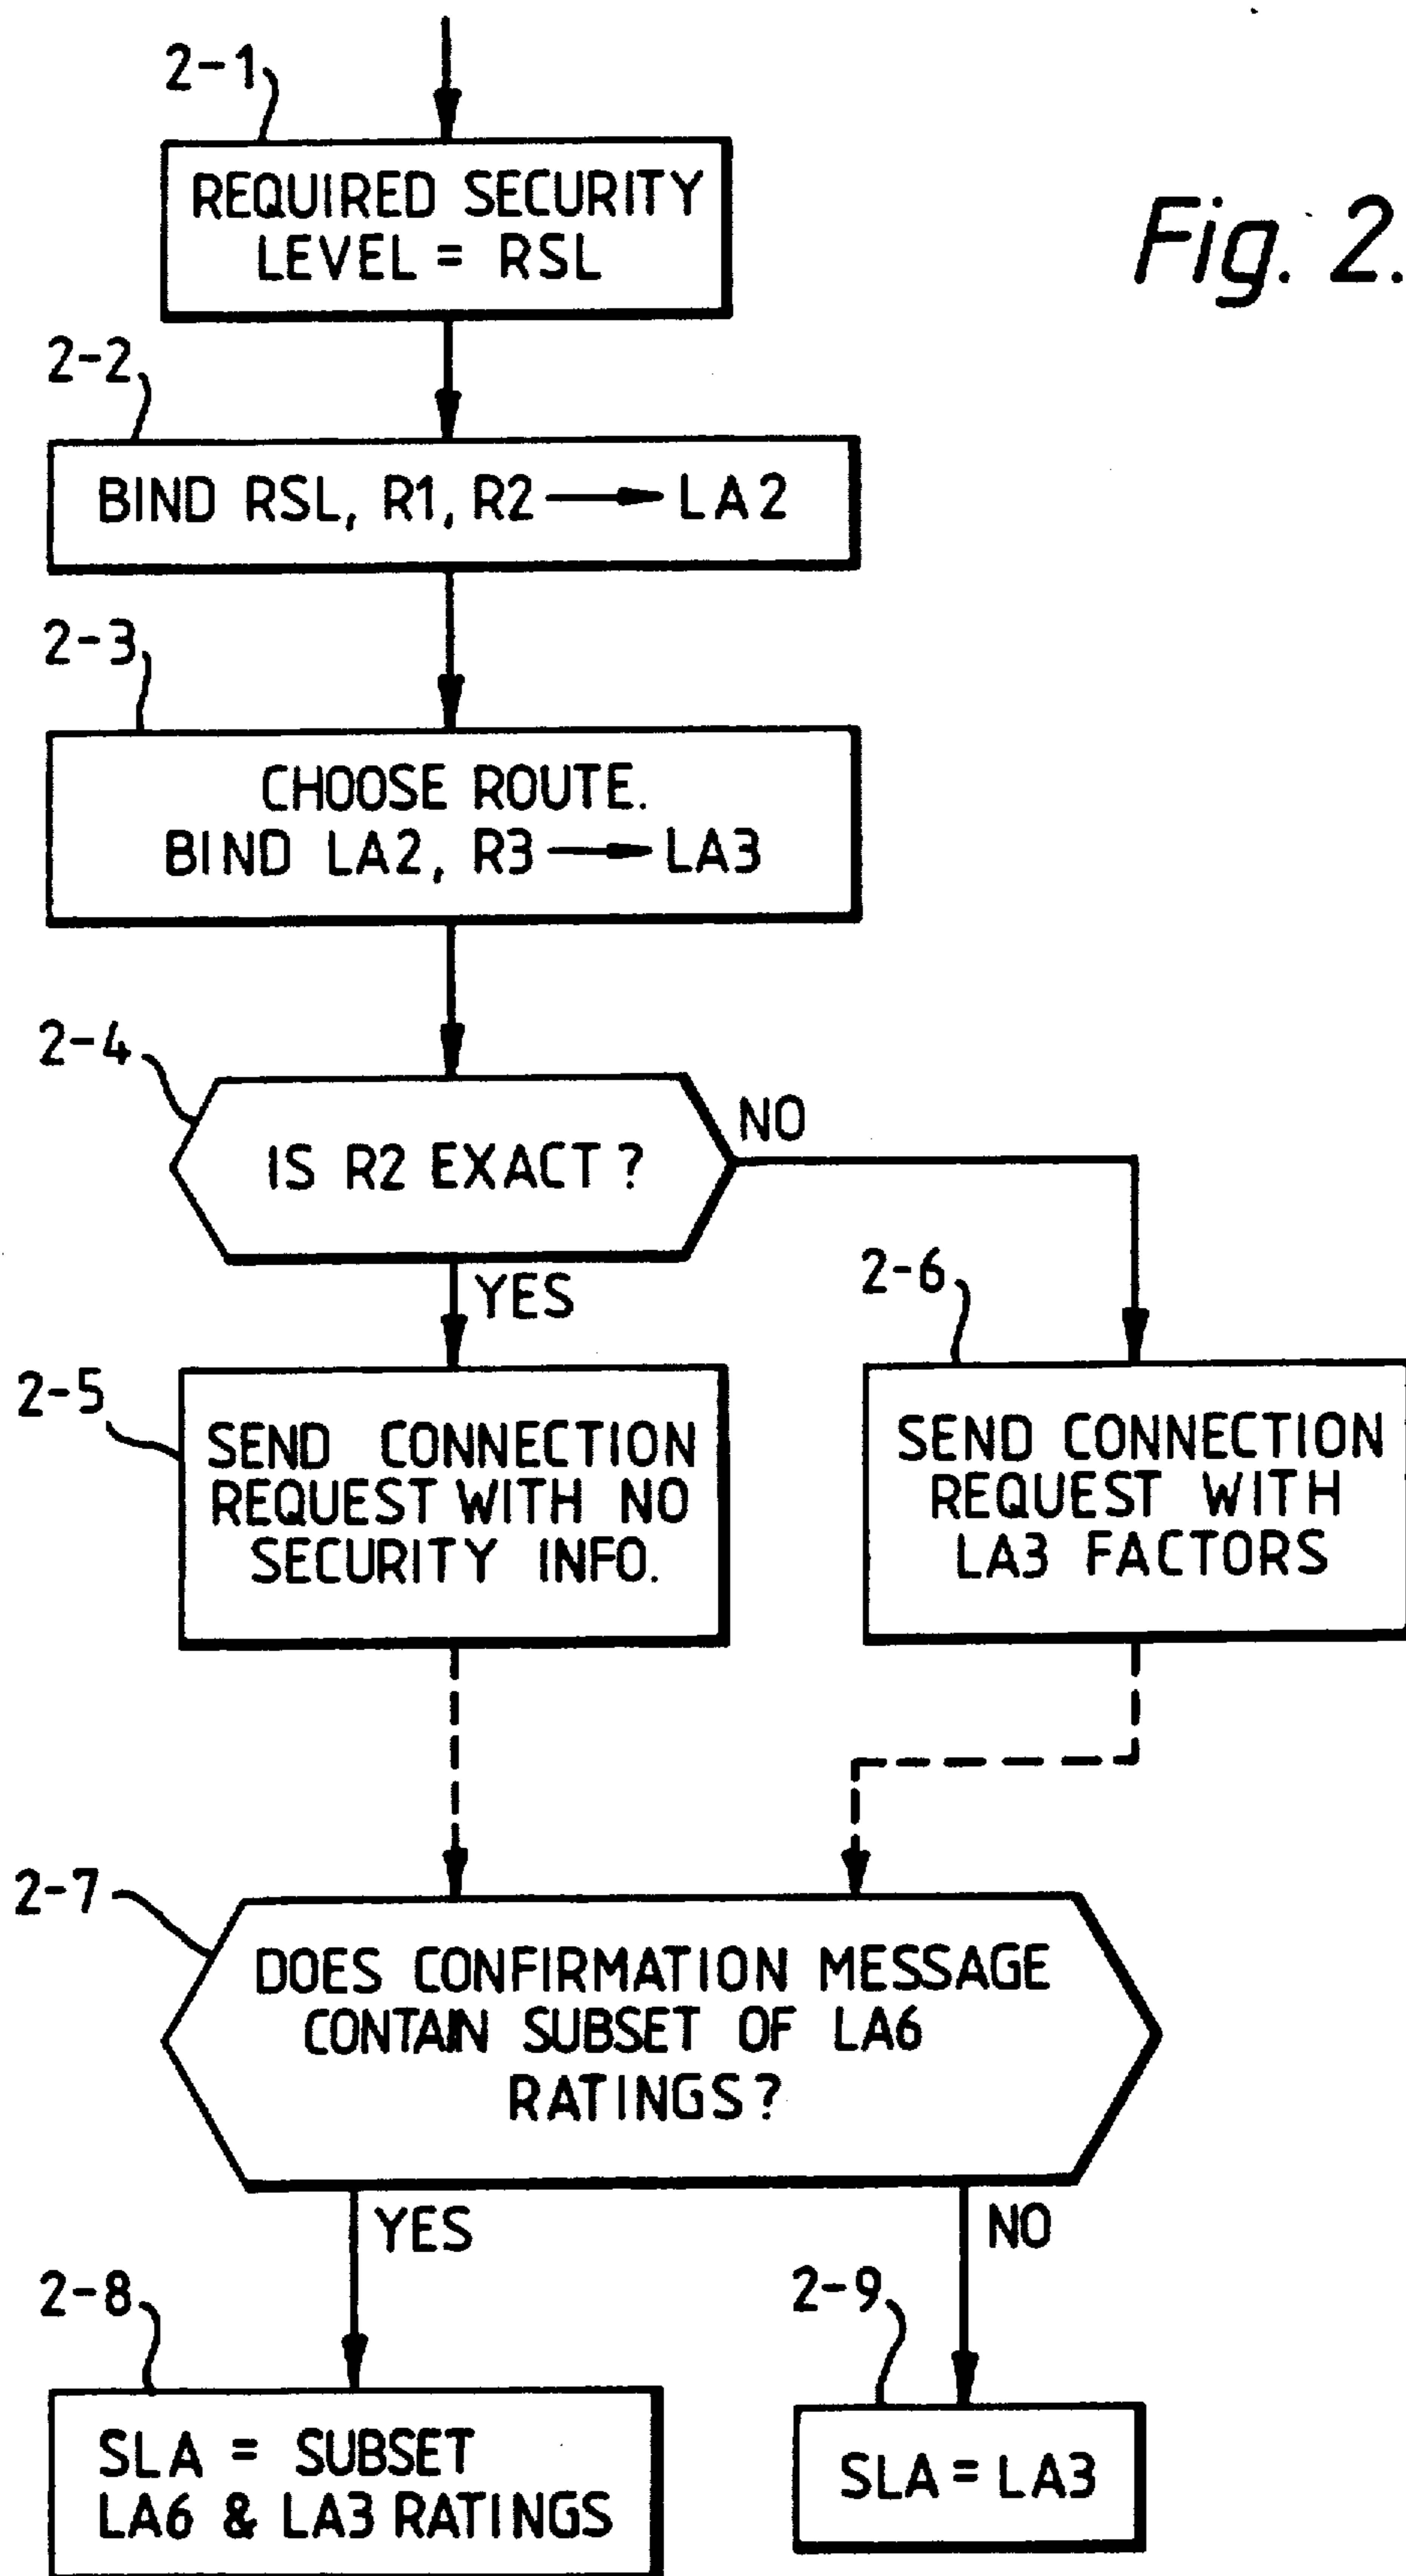 2-1
REQUIRED SECURITY
LEVEL = RSL
Fig. 2.
2-2
BIND RSL, R1, R2 → LA2
2-3
CHOOSE ROUTE.
BIND LA2, R3 → LA3
2-4
IS R2 EXACT?
NO
YES
2-5
SEND CONNECTION
REQUEST WITH NO
SECURITY INFO.
2-6
SEND CONNECTION
REQUEST WITH
LA3 FACTORS
2-7
DOES CONFIRMATION MESSAGE
CONTAIN SUBSET OF LA6
RATINGS?
YES
NO
2-8
SLA = SUBSET
LA6 & LA3 RATINGS
2-9
SLA = LA3